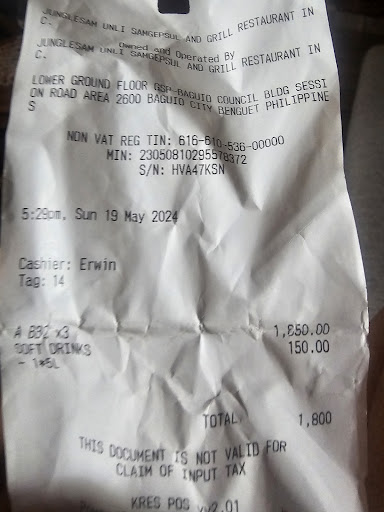 JUNGLESAM UNLI SAMGEPSUL AND GRILL RESTAURANT IN
C.
Owned and Operated By
JUNGLESAM UNLI SAMGEPSUL AND GRILL RESTAURANT IN
C.
LOWER GROUND FLOOR GSP-BAGUIO COUNCIL BLDG SESSI
ON ROAD AREA 2600 BAGUIO CITY BENGUET PHILIPPINE
S
NON VAT REG TIN: 616-610-536-00000
MIN: 23050810295578372
S/N: HVA47KSN
5:29pm, Sun 19 May 2024
Cashier: Erwin
Tag: 14
A x3 1,650.00
SOFT DRINKS 150.00
- 1*5L
TOTAL 1,800
THIS DOCUMENT IS NOT VALID FOR
CLAIM OF INPUT TAX
KRES POS vv2.01